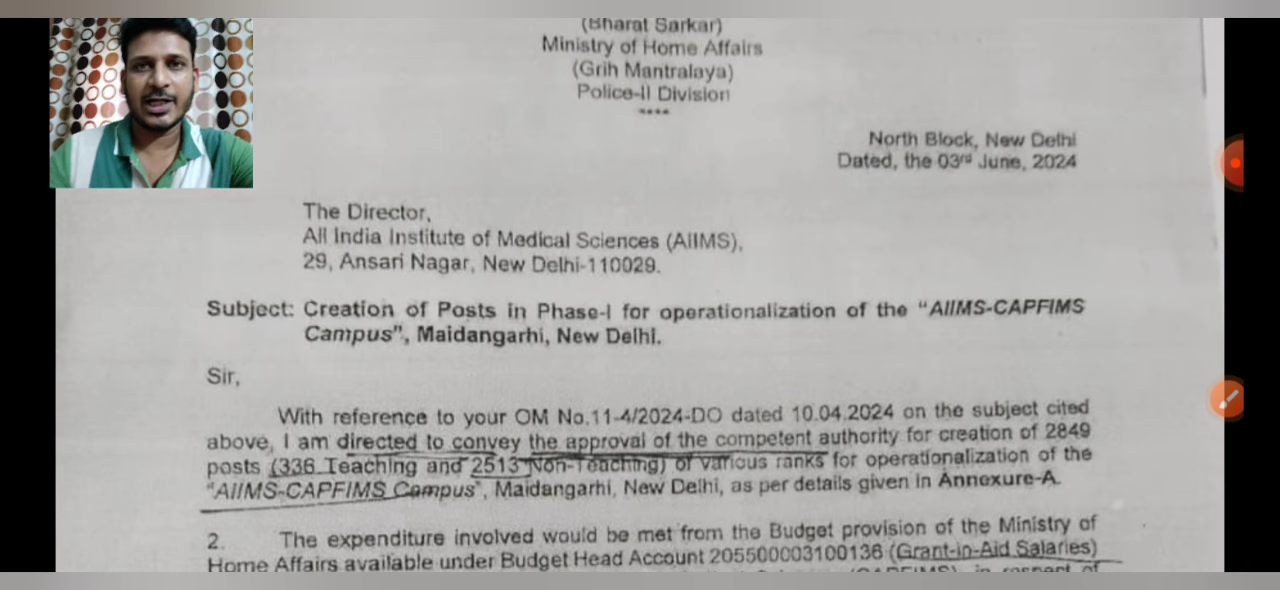 (Bharat Sarkar)
Ministry of Home Affairs
(Grih Mantralaya)
Police-II Division
****
North Block, New Delhi
Dated, the 03rd June, 2024
The Director,
All India Institute of Medical Sciences (AIIMS),
29, Ansari Nagar, New Delhi-110029.
Subject: Creation of Posts in Phase-I for operationalization of the "AIIMS-CAPFIMS
Campus", Maidangarhi, New Delhi.
Sir,
With reference to your OM No.11-4/2024-DO dated 10.04.2024 on the subject cited
above, I am directed to convey the approval of the competent authority for creation of 2849
posts (336 Teaching and 2513 Non-Teaching) of various ranks for operationalization of the
"AIIMS-CAPFIMS Campus", Maidangarhi, New Delhi, as per details given in Annexure-A.
2. The expenditure involved would be met from the Budget provision of the Ministry of
Home Affairs available under Budget Head Account 205500003100136 (Grant-in-Aid Salaries)
(CAPFIMS), in respect of